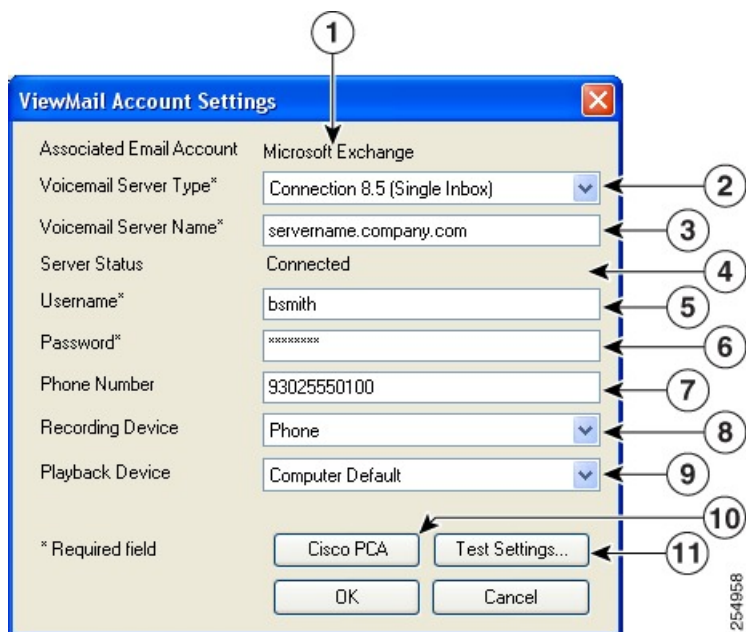 1
ViewMail Account Settings
Associated Email Account Microsoft Exchange
Voicemail Server Type* Connection 8.5 (Single Inbox) 2
Voicemail Server Name* servername.company.com 3
Server Status Connected 4
Username* bsmith 5
Password* ******** 6
Phone Number 93025550100 7
Recording Device Phone 8
Playback Device Computer Default 9
10
* Required field Cisco PCA Test Settings... 11
OK Cancel
254958